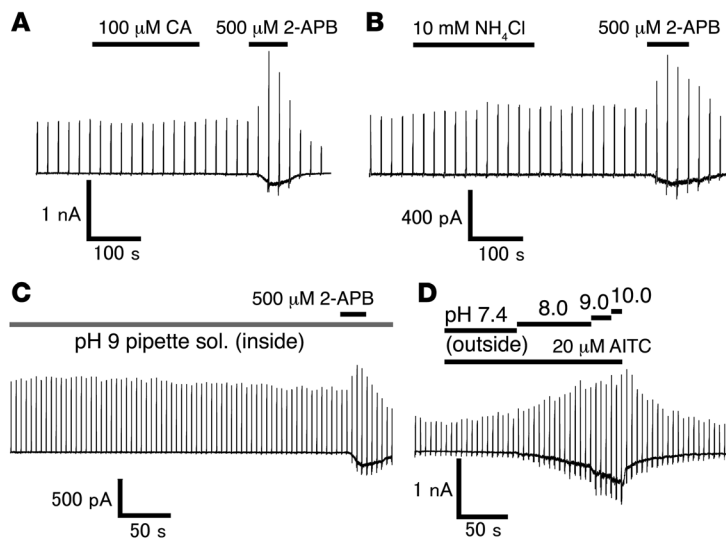 A
100 μM CA
500 μM 2-APB
1 nA
100 s
B
10 mM NH₄Cl
500 μM 2-APB
400 pA
100 s
C
500 μM 2-APB
pH 9 pipette sol. (inside)
500 pA
50 s
D
pH 7.4
8.0
9.0
10.0
(outside)
20 μM AITC
1 nA
50 s